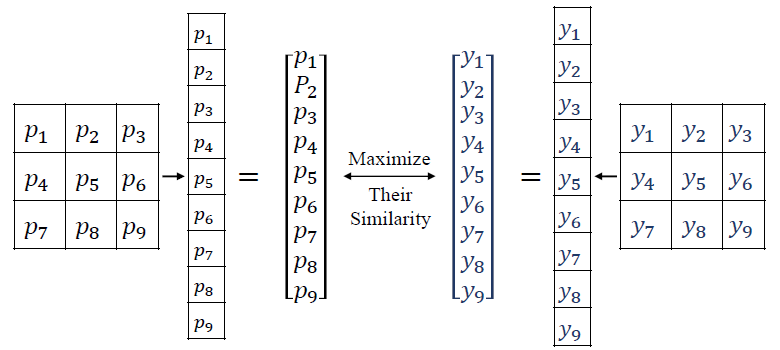 p₁ p₂ p₃
p₄ p₅ p₆
p₇ p₈ p₉
p₁
p₂
p₃
p₄
p₅
p₆
p₇
p₈
p₉
=
p₁
P₂
p₃
p₄
p₅
p₆
p₇
p₈
p₉
Maximize
Their
Similarity
y₁
y₂
y₃
y₄
y₅
y₆
y₇
y₈
y₉
=
y₁
y₂
y₃
y₄
y₅
y₆
y₇
y₈
y₉
y₁ y₂ y₃
y₄ y₅ y₆
y₇ y₈ y₉